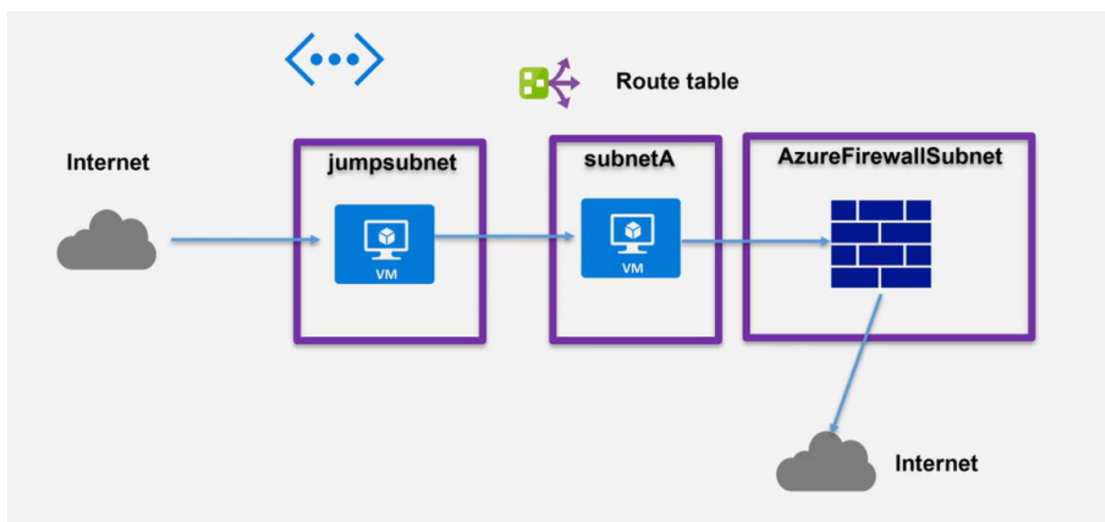 Route table
Internet
jumpsubnet
subnetA
AzureFirewallSubnet
VM
VM
Internet